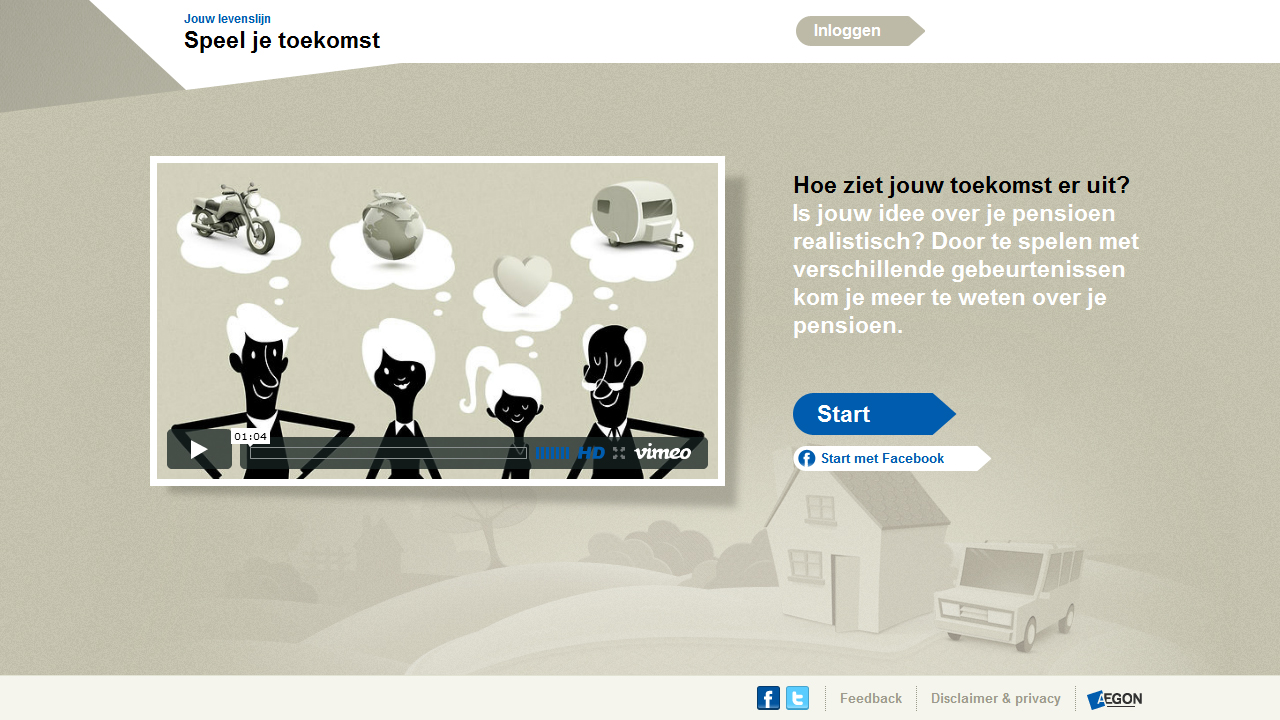 Jouw levenslijn
Speel je toekomst
Inloggen
Hoe ziet jouw toekomst er uit?
Is jouw idee over je pensioen
realistisch? Door te spelen met
verschillende gebeurtenissen
kom je meer te weten over je
pensioen.
01:04
HD
vimeo
Start
Start met Facebook
Feedback
Disclaimer & privacy
AEGON